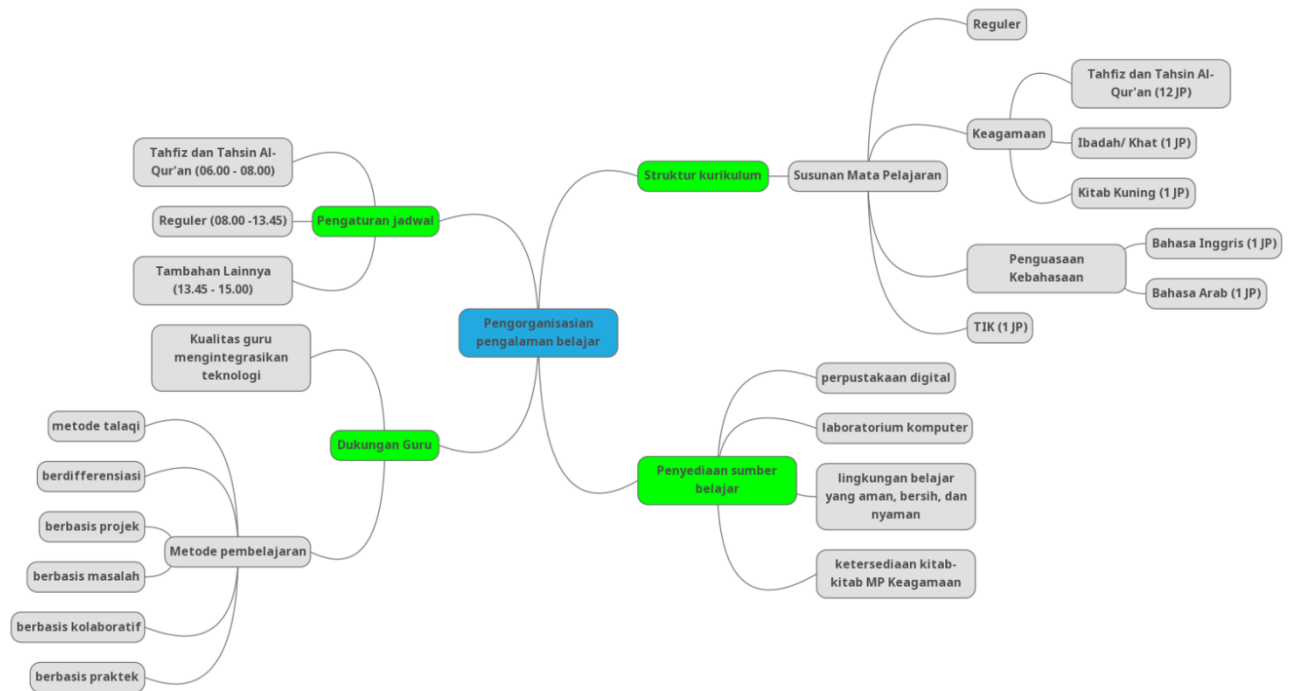 Pengorganisasian
pengalaman belajar
Struktur kurikulum
Susunan Mata Pelajaran
Reguler
Keagamaan
Tahfiz dan Tahsin Al-
Qur'an (12 JP)
Ibadah/ Khat (1 JP)
Kitab Kuning (1 JP)
Penguasaan
Kebahasaan
Bahasa Inggris (1 JP)
Bahasa Arab (1 JP)
TIK (1 JP)
Penyediaan sumber
belajar
perpustakaan digital
laboratorium komputer
lingkungan belajar
yang aman, bersih, dan
nyaman
ketersediaan kitab-
kitab MP Keagamaan
Pengaturan jadwal
Tahfiz dan Tahsin Al-
Qur'an (06.00 - 08.00)
Reguler (08.00 -13.45)
Tambahan Lainnya
(13.45 - 15.00)
Dukungan Guru
Kualitas guru
mengintegrasikan
teknologi
Metode pembelajaran
metode talaqi
berdifferensiasi
berbasis projek
berbasis masalah
berbasis kolaboratif
berbasis praktek